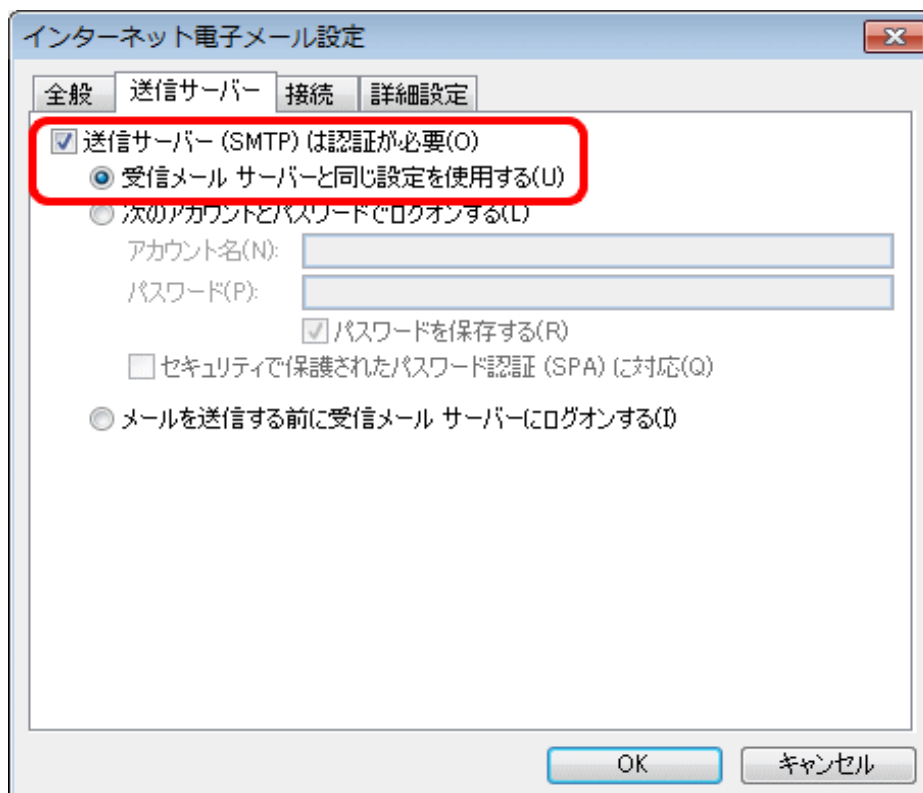 インターネット電子メール設定
全般 送信サーバー 接続 詳細設定
送信サーバー (SMTP) は認証が必要(O)
受信メール サーバーと同じ設定を使用する(U)
次のアカウントとパスワードでログオンする(L)
アカウント名(N):
パスワード(P):
パスワードを保存する(R)
セキュリティで保護されたパスワード認証 (SPA) に対応(Q)
メールを送信する前に受信メール サーバーにログオンする(I)
OK キャンセル